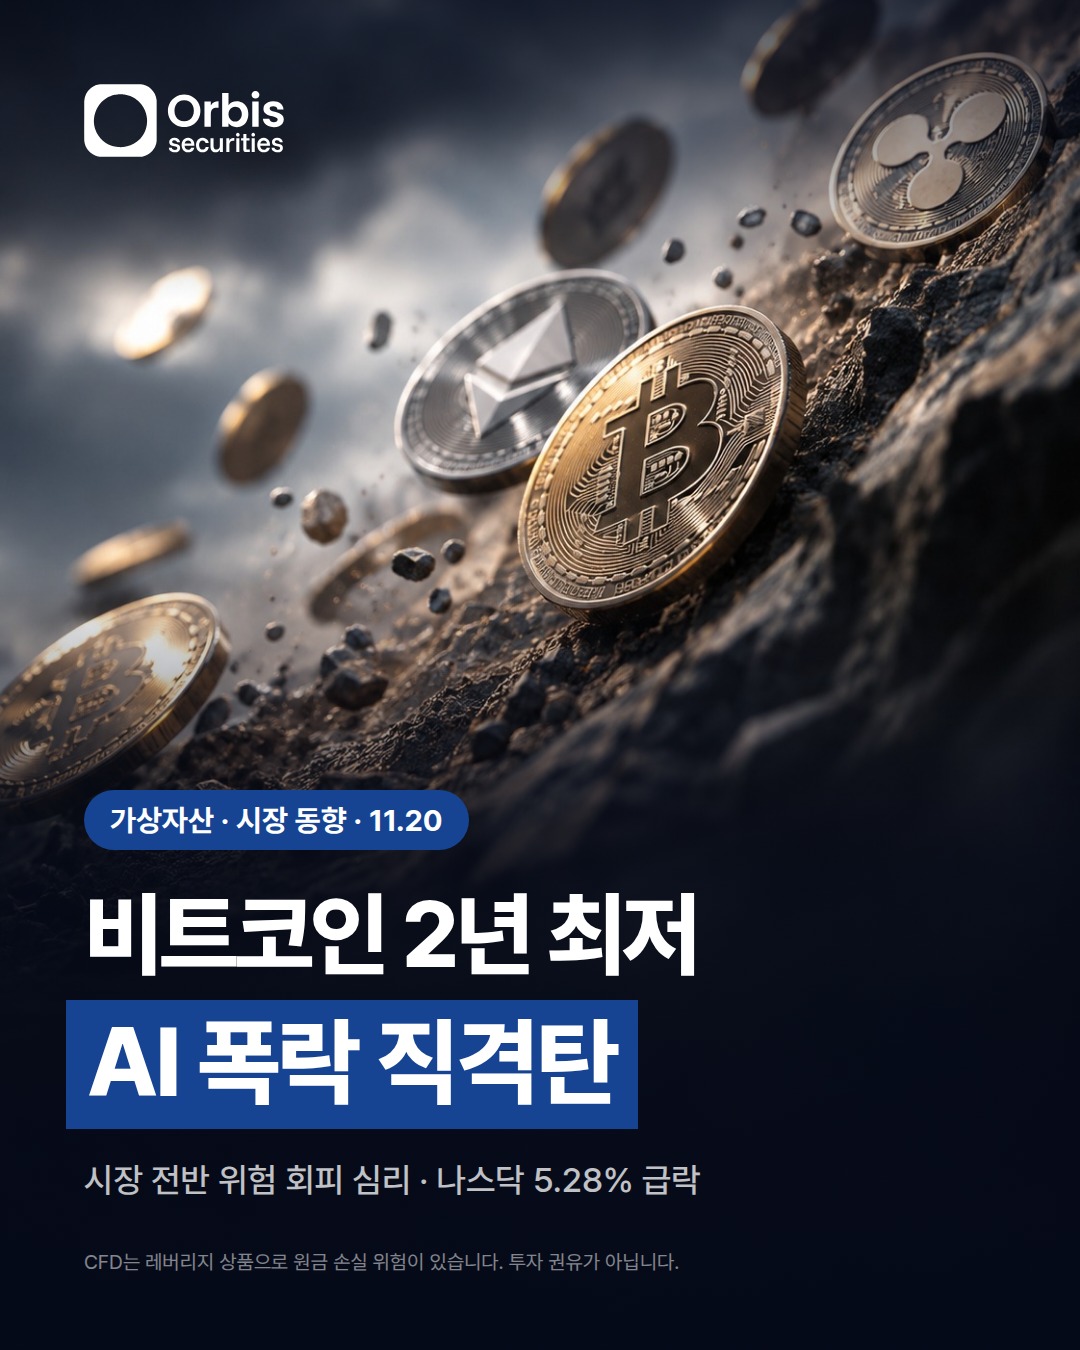 Orbis
securities
가상자산 · 시장 동향 · 11.20
비트코인 2년 최저
AI 폭락 직격탄
시장 전반 위험 회피 심리 · 나스닥 5.28% 급락
CFD는 레버리지 상품으로 원금 손실 위험이 있습니다. 투자 권유가 아닙니다.